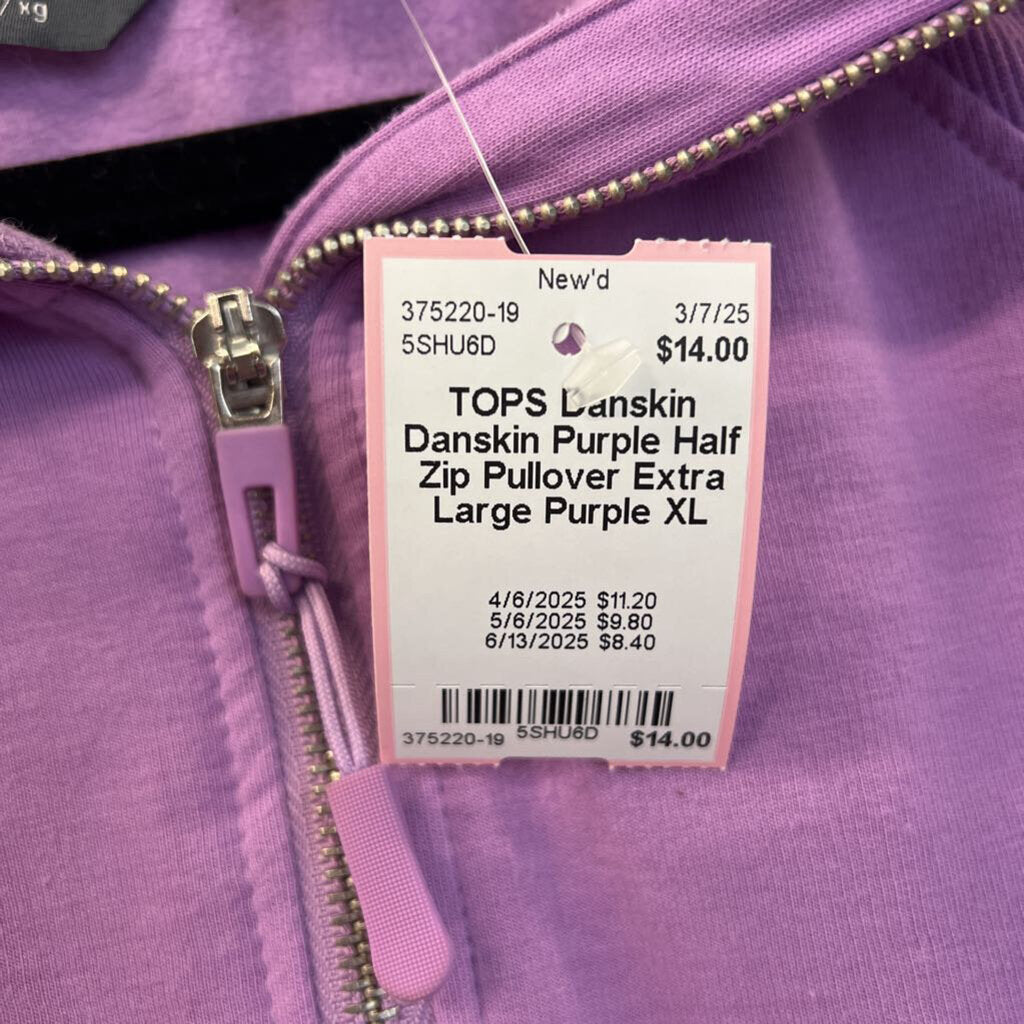 / xg
New'd
375220-19 3/7/25
5SHU6D $14.00
TOPS Danskin
Danskin Purple Half
Zip Pullover Extra
Large Purple XL
4/6/2025 $11.20
5/6/2025 $9.80
6/13/2025 $8.40
375220-19 5SHU6D $14.00